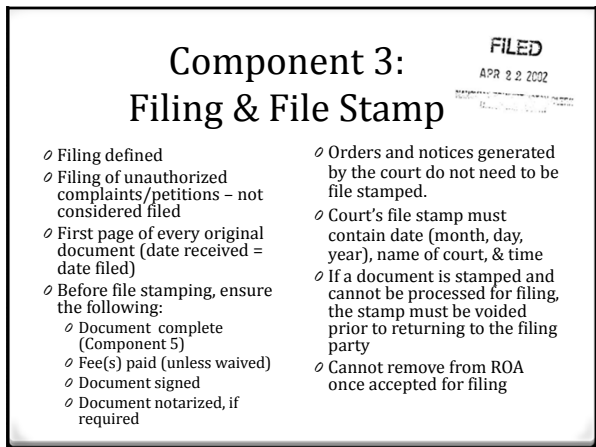 Component 3:
Filing & File Stamp
FILED
APR 22 2002
Filing defined
Filing of unauthorized
complaints/petitions – not
considered filed
First page of every original
document (date received =
date filed)
Before file stamping, ensure
the following:
Document complete
(Component 5)
Fee(s) paid (unless waived)
Document signed
Document notarized, if
required
Orders and notices generated
by the court do not need to be
file stamped.
Court's file stamp must
contain date (month, day,
year), name of court, & time
If a document is stamped and
cannot be processed for filing,
the stamp must be voided
prior to returning to the filing
party
Cannot remove from ROA
once accepted for filing